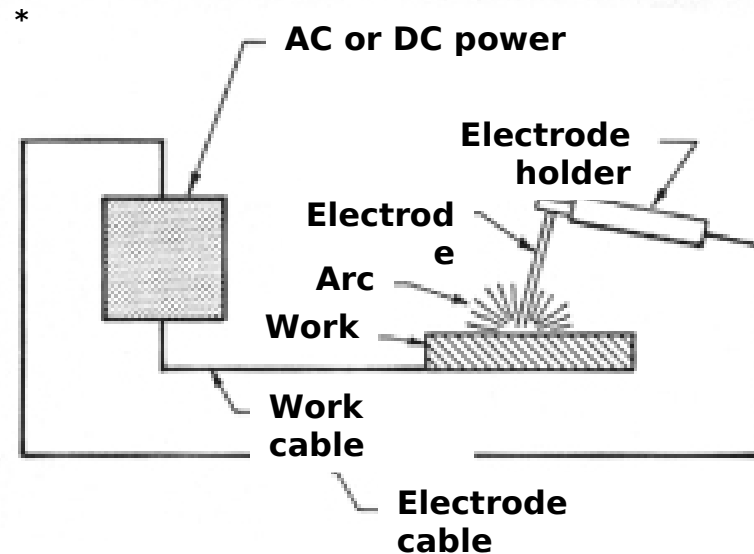 *
AC or DC power
Electrode
holder
Electrod
e
Arc
Work
Work
cable
Electrode
cable